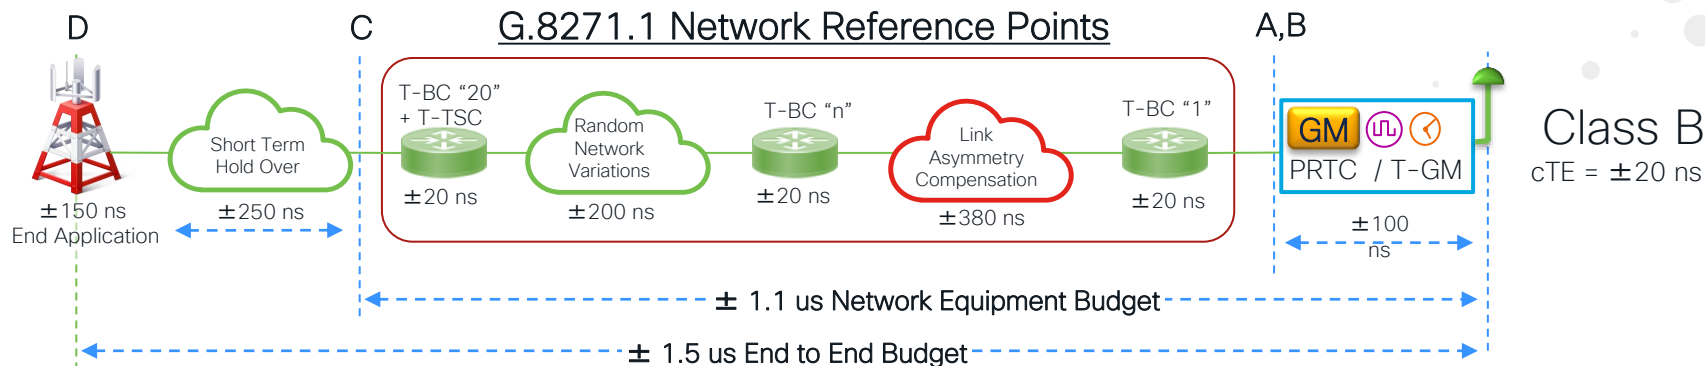 G.8271.1 Network Reference Points
D
C
A,B
T-BC “20”
+ T-TSC
±20 ns
Short Term
Hold Over
±250 ns
±150 ns
End Application
Random
Network
Variations
±200 ns
T-BC “n”
±20 ns
Link
Asymmetry
Compensation
±380 ns
T-BC “1”
±20 ns
GM
PRTC / T-GM
±100
ns
Class B
cTE = ±20 ns
± 1.1 us Network Equipment Budget
± 1.5 us End to End Budget